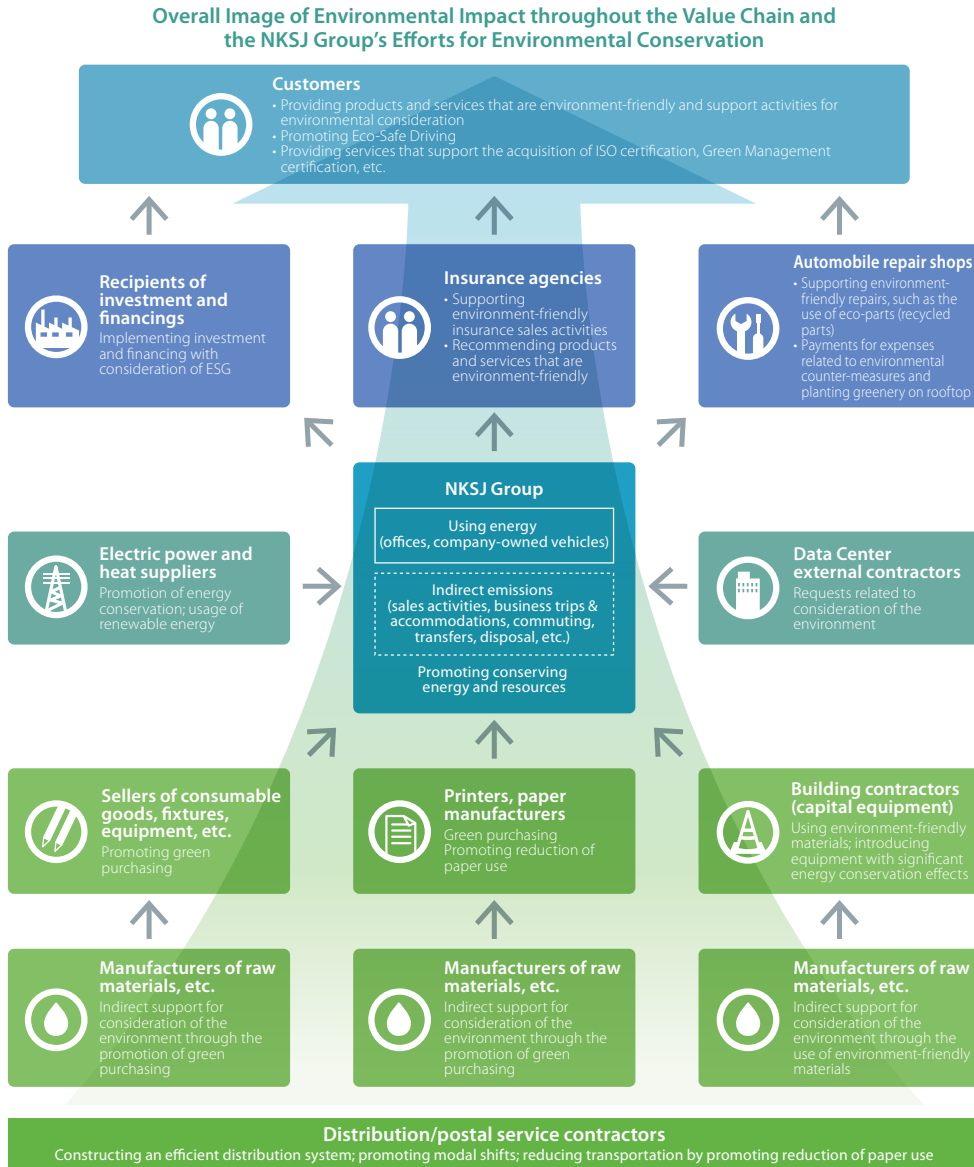 Overall Image of Environmental Impact throughout the Value Chain and
the NKSJ Group's Efforts for Environmental Conservation
Customers
• Providing products and services that are environment-friendly and support activities for
environmental consideration
• Promoting Eco-Safe Driving
• Providing services that support the acquisition of ISO certification, Green Management
certification, etc.
Recipients of
investment and
financings
Implementing investment
and financing with
consideration of ESG
Insurance agencies
• Supporting
environment-friendly
insurance sales activities
• Recommending products
and services that are
environment-friendly
Automobile repair shops
• Supporting environment-
friendly repairs, such as the
use of eco-parts (recycled
parts)
• Payments for expenses
related to environmental
counter-measures and
planting greenery on rooftop
NKSJ Group
Using energy
(offices, company-owned vehicles)
Indirect emissions
(sales activities, business trips &
accommodations, commuting,
transfers, disposal, etc.)
Promoting conserving
energy and resources
Electric power and
heat suppliers
Promotion of energy
conservation; usage of
renewable energy
Data Center
external contractors
Requests related to
consideration of the
environment
Sellers of consumable
goods, fixtures,
equipment, etc.
Promoting green
purchasing
Printers, paper
manufacturers
Green purchasing
Promoting reduction of
paper use
Building contractors
(capital equipment)
Using environment-friendly
materials; introducing
equipment with significant
energy conservation effects
Manufacturers of raw
materials, etc.
Indirect support for
consideration of the
environment through the
promotion of green
purchasing
Manufacturers of raw
materials, etc.
Indirect support for
consideration of the
environment through the
promotion of green
purchasing
Manufacturers of raw
materials, etc.
Indirect support for
consideration of the
environment through the
use of environment-friendly
materials
Distribution/postal service contractors
Constructing an efficient distribution system; promoting modal shifts; reducing transportation by promoting reduction of paper use